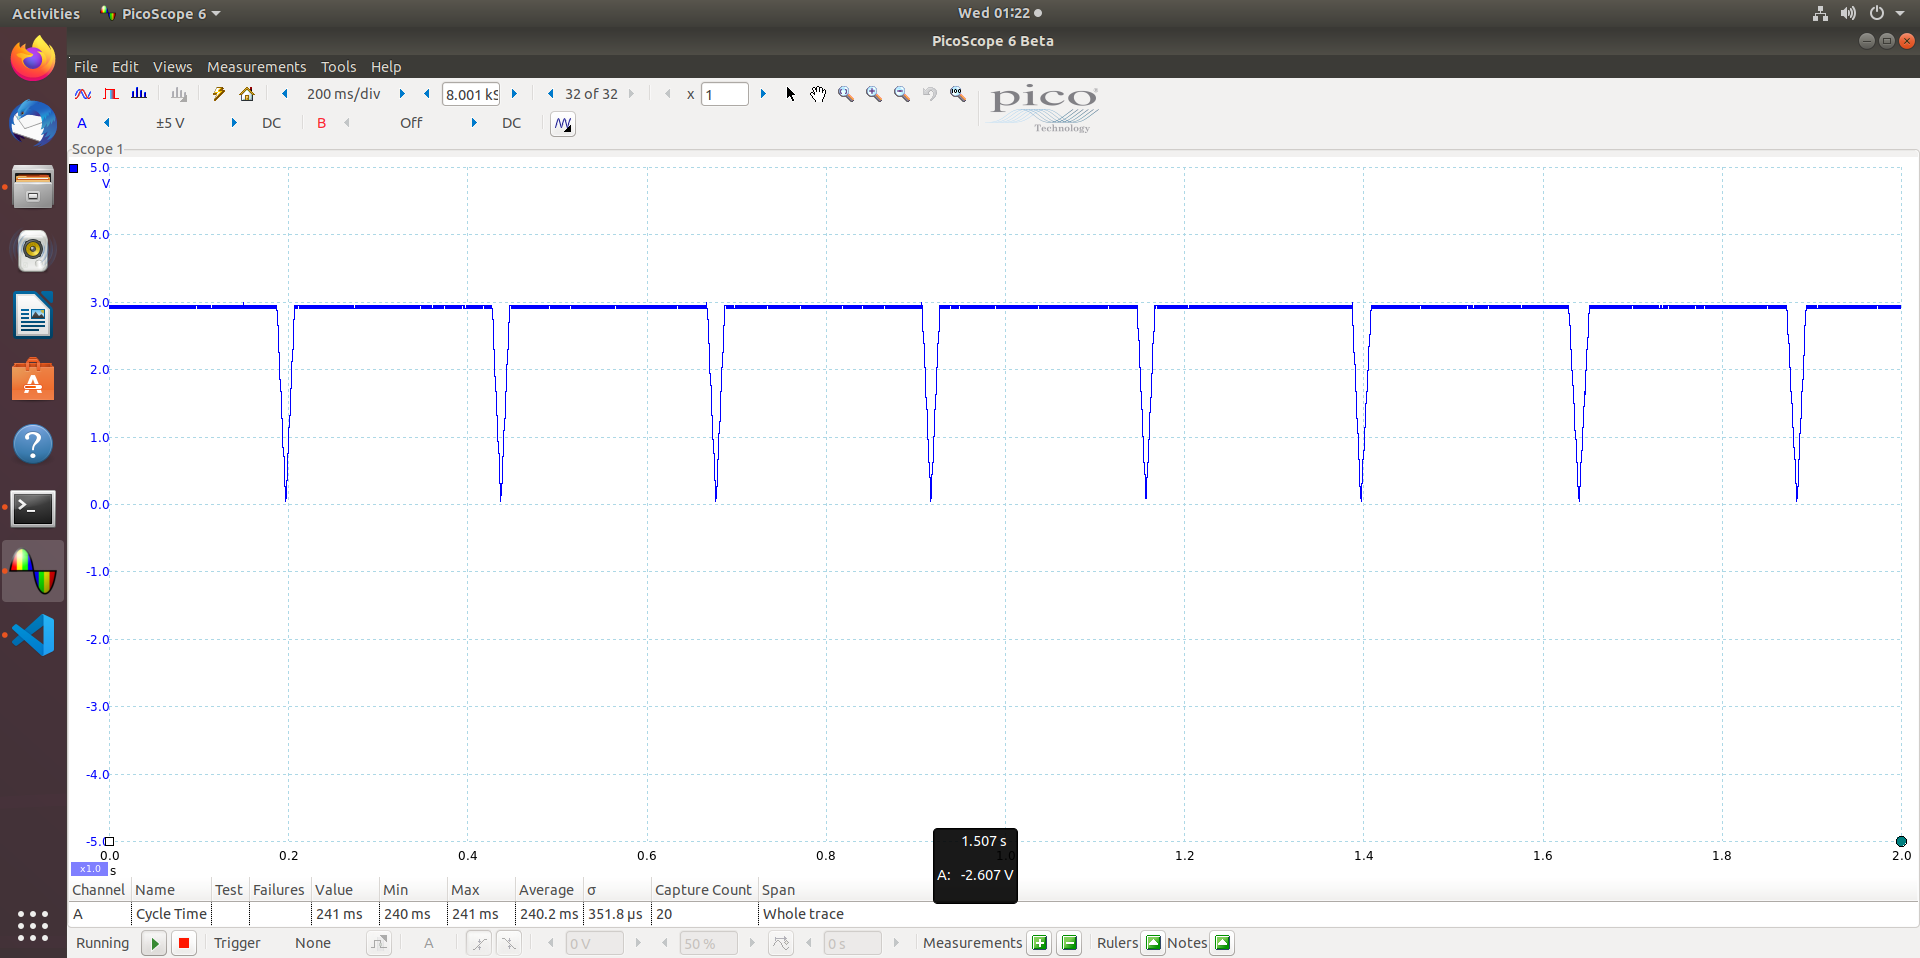 Activities PicoScope 6 Wed 01:22
PicoScope 6 Beta
File Edit Views Measurements Tools Help
200 ms/div 8.001 kS 32 of 32 x 1
pico
Technology
A ±5 V DC B Off DC
Scope 1
5.0
V
4.0
3.0
2.0
1.0
0.0
-1.0
-2.0
-3.0
-4.0
-5.0
0.0 0.2 0.4 0.6 0.8 1.0 1.2 1.4 1.6 1.8 2.0
x1.0 s
1.507 s
A: -2.607 V
Channel Name Test Failures Value Min Max Average σ Capture Count Span
A Cycle Time 241 ms 240 ms 241 ms 240.2 ms 351.8 µs 20 Whole trace
Running Trigger None A 0 V 50 % 0 s Measurements Rulers Notes